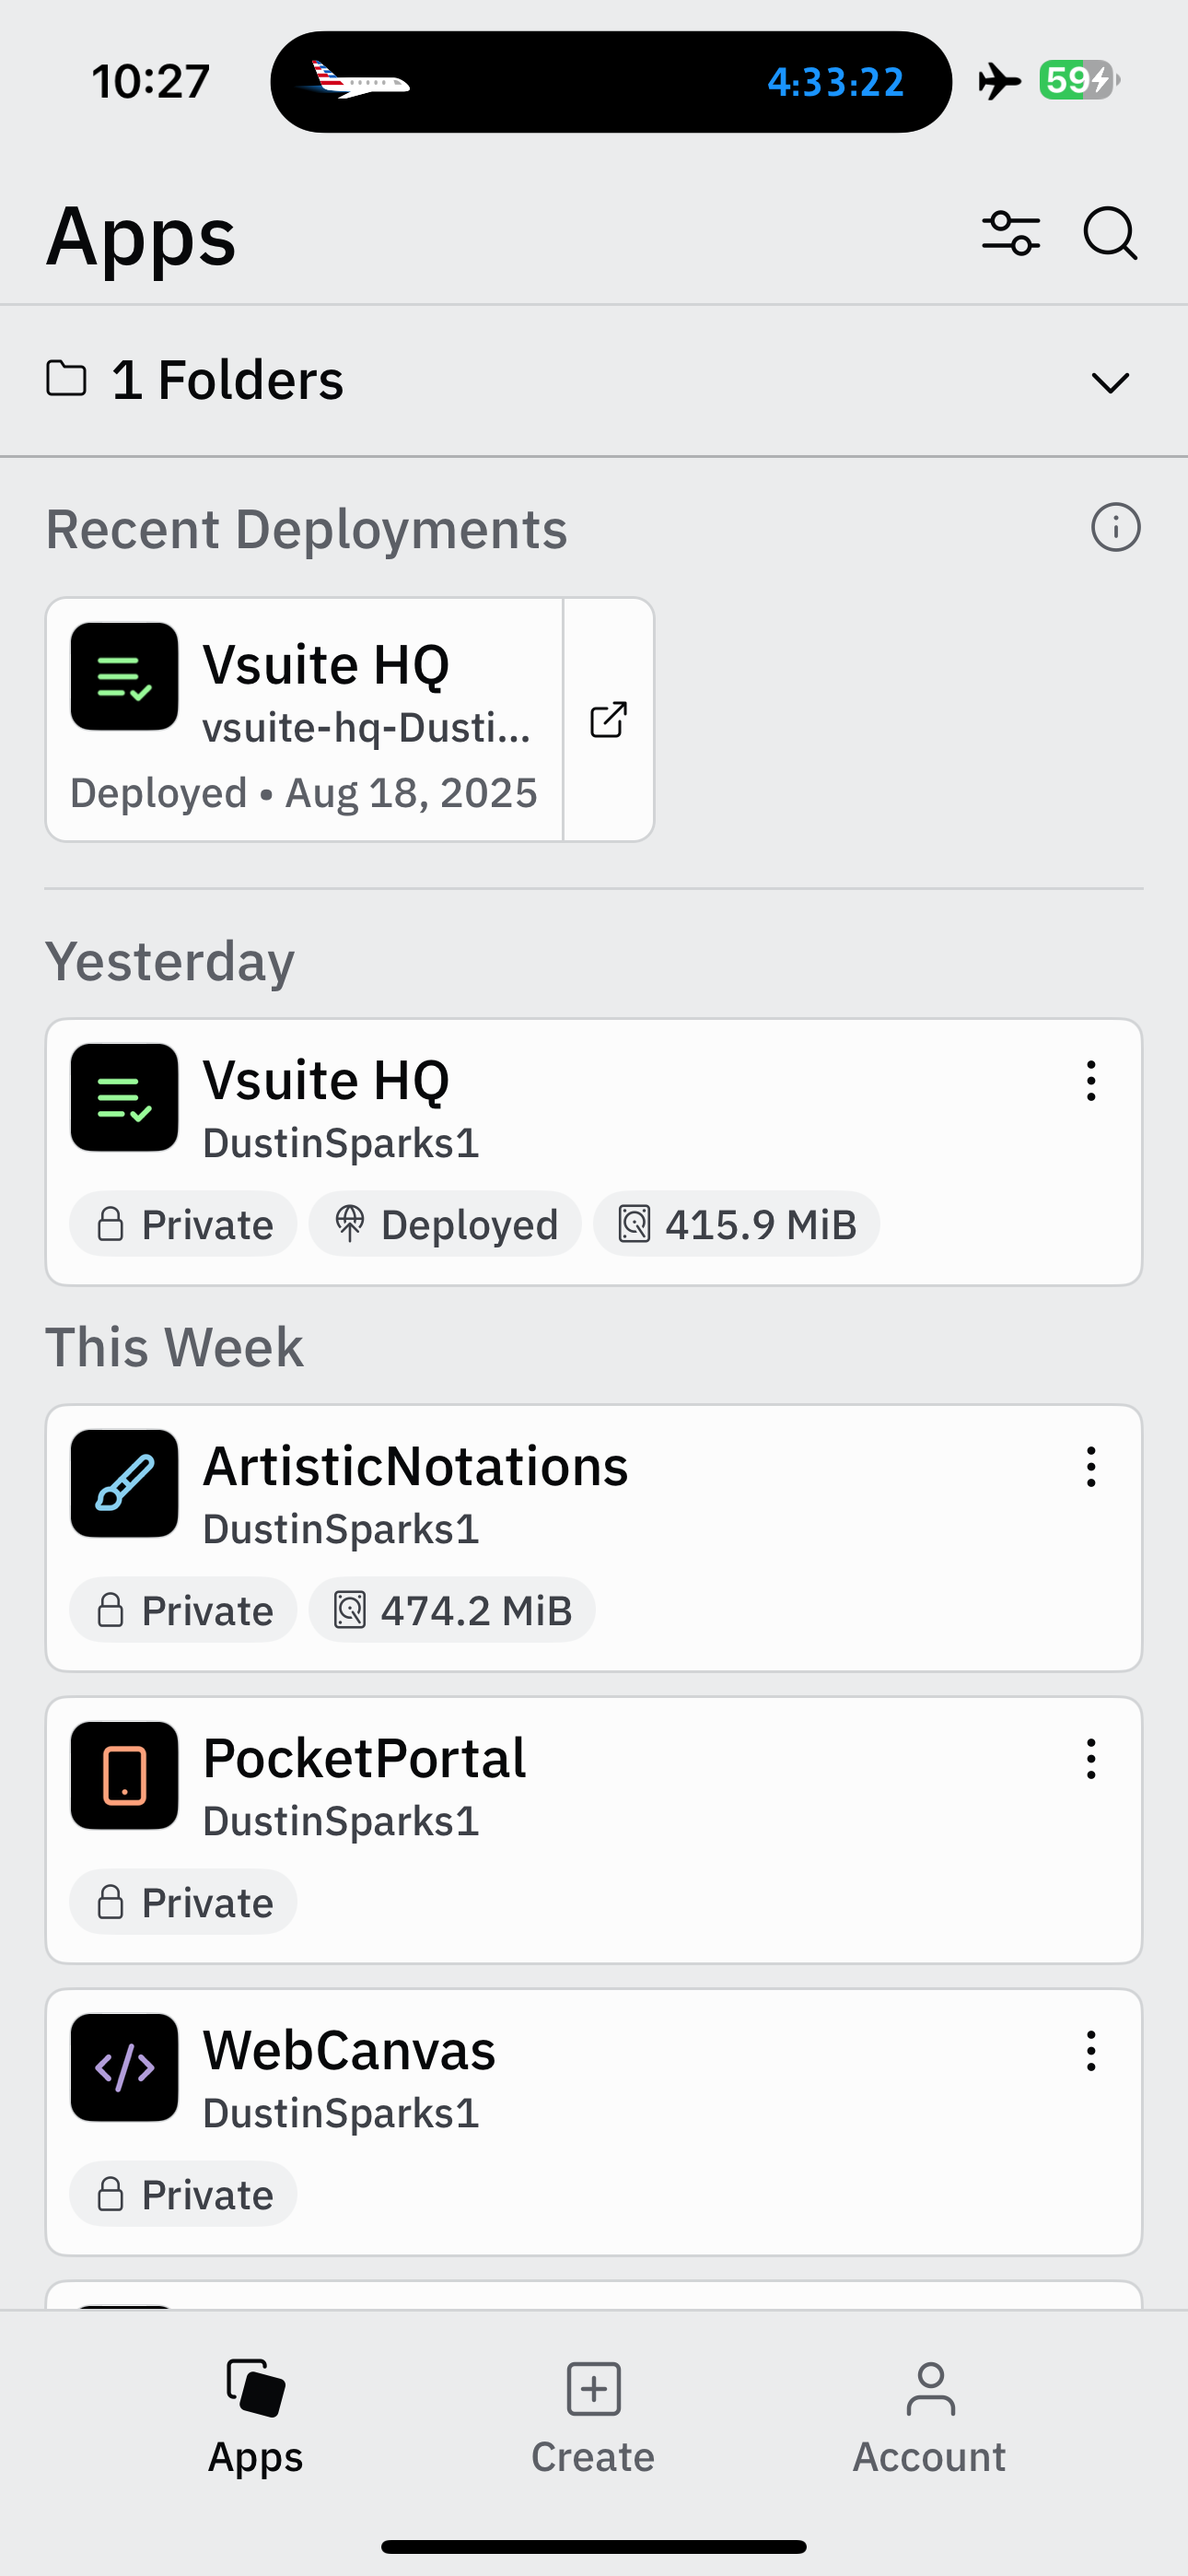 10:27
4:33:22
59
Apps
1 Folders
Recent Deployments
Vsuite HQ
vsuite-hq-Dusti...
Deployed • Aug 18, 2025
Yesterday
Vsuite HQ
DustinSparks1
Private
Deployed
415.9 MiB
This Week
ArtisticNotations
DustinSparks1
Private
474.2 MiB
PocketPortal
DustinSparks1
Private
WebCanvas
DustinSparks1
Private
Apps
Create
Account